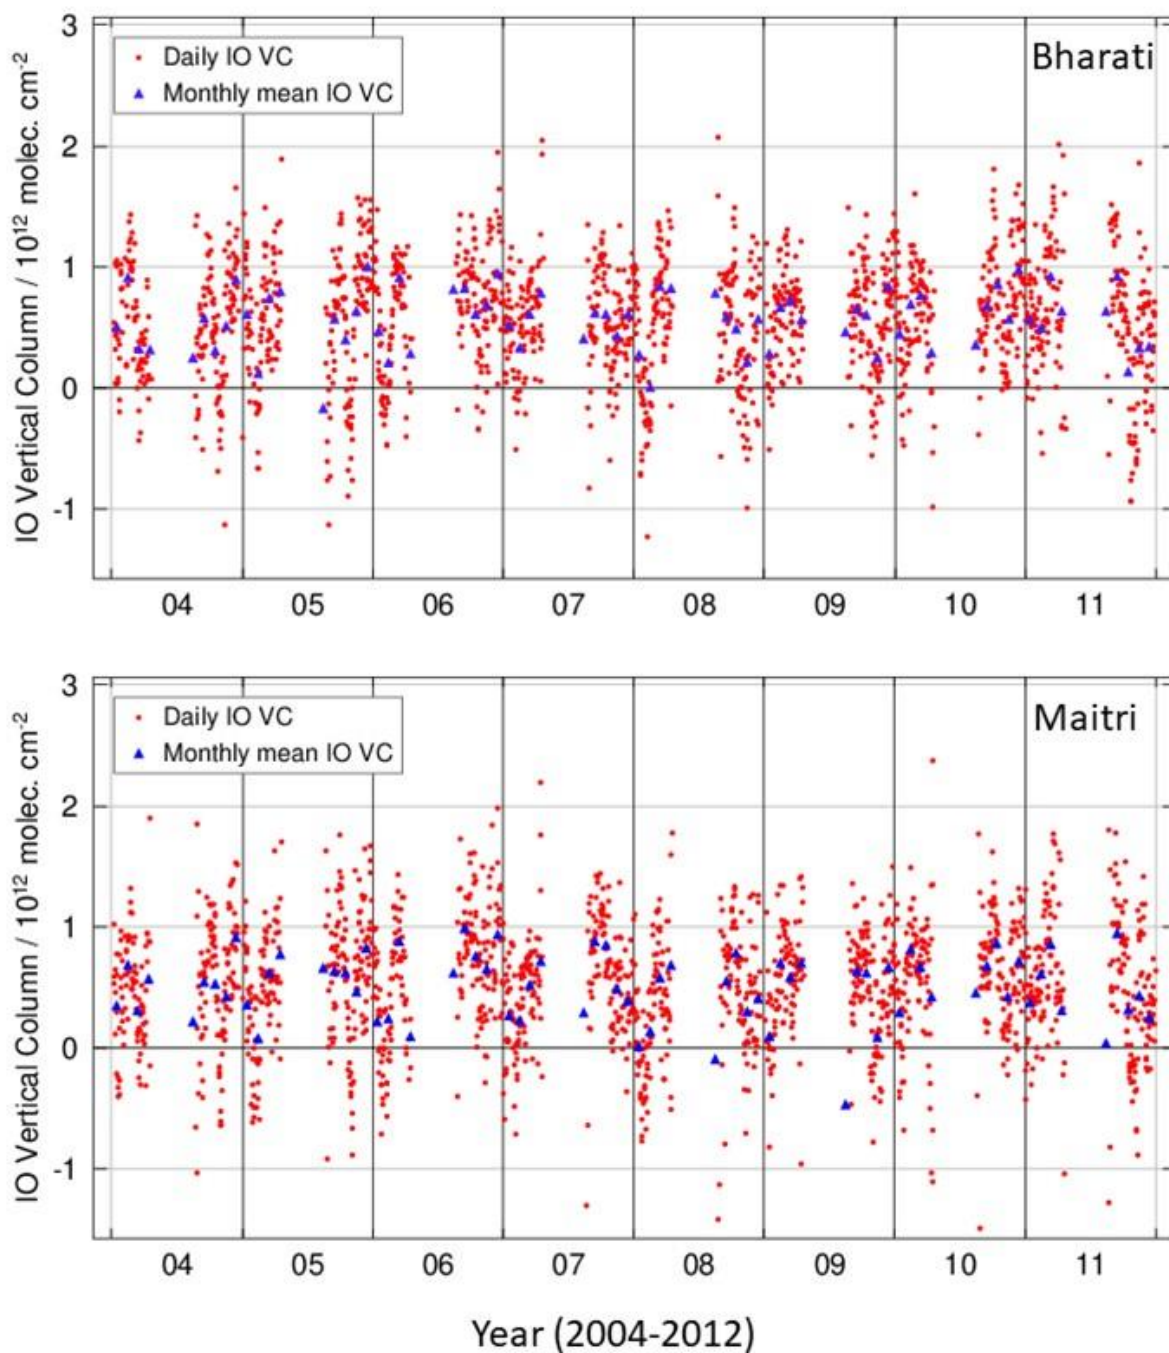 3
Daily IO VC
Bharati
Monthly mean IO VC
2
1
0
-1
IO Vertical Column / 10¹² molec. cm⁻²
04 05 06 07 08 09 10 11
3
Daily IO VC
Maitri
Monthly mean IO VC
2
1
0
-1
IO Vertical Column / 10¹² molec. cm⁻²
04 05 06 07 08 09 10 11
Year (2004-2012)